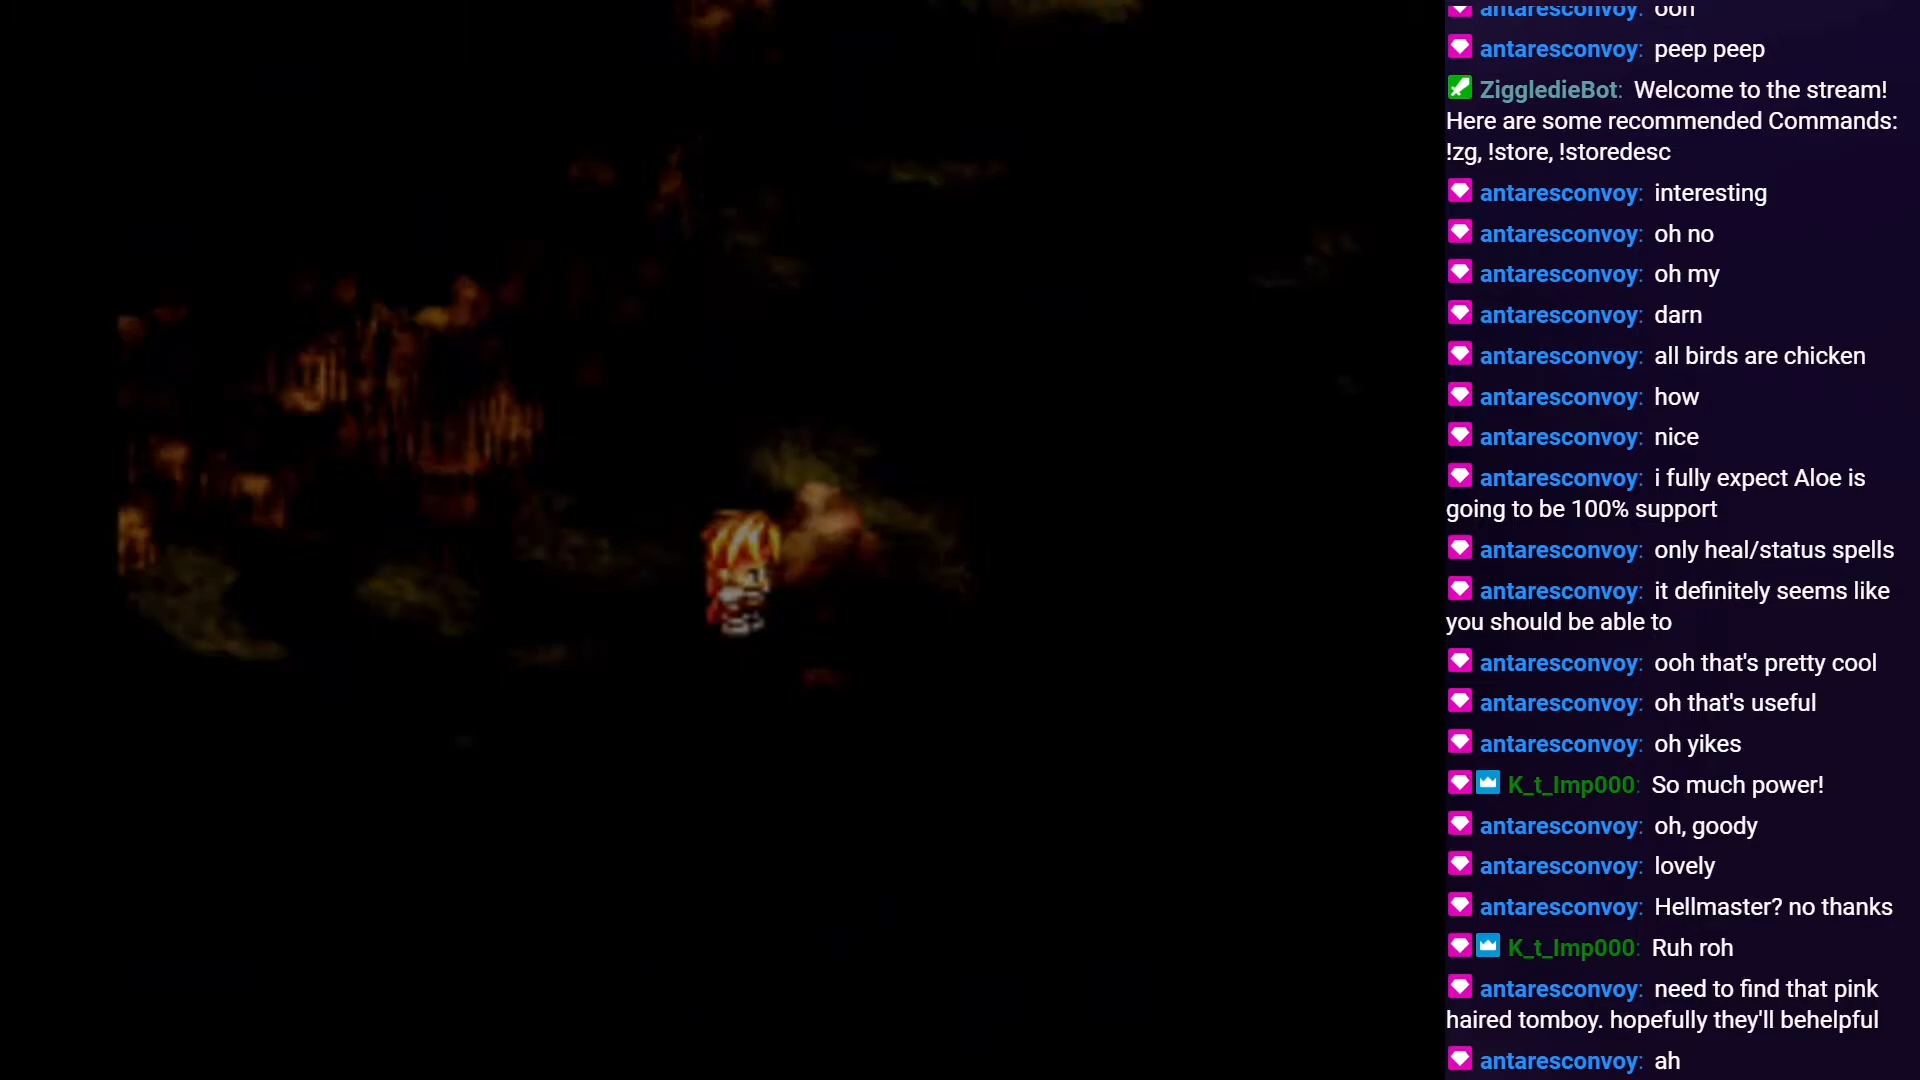 antaresconvoy: ooh
antaresconvoy: peep peep
ZiggledieBot: Welcome to the stream!
Here are some recommended Commands:
!zg, !store, !storedesc
antaresconvoy: interesting
antaresconvoy: oh no
antaresconvoy: oh my
antaresconvoy: darn
antaresconvoy: all birds are chicken
antaresconvoy: how
antaresconvoy: nice
antaresconvoy: i fully expect Aloe is
going to be 100% support
antaresconvoy: only heal/status spells
antaresconvoy: it definitely seems like
you should be able to
antaresconvoy: ooh that's pretty cool
antaresconvoy: oh that's useful
antaresconvoy: oh yikes
K_t_Imp000: So much power!
antaresconvoy: oh, goody
antaresconvoy: lovely
antaresconvoy: Hellmaster? no thanks
K_t_Imp000: Ruh roh
antaresconvoy: need to find that pink
haired tomboy. hopefully they'll behelpful
antaresconvoy: ah